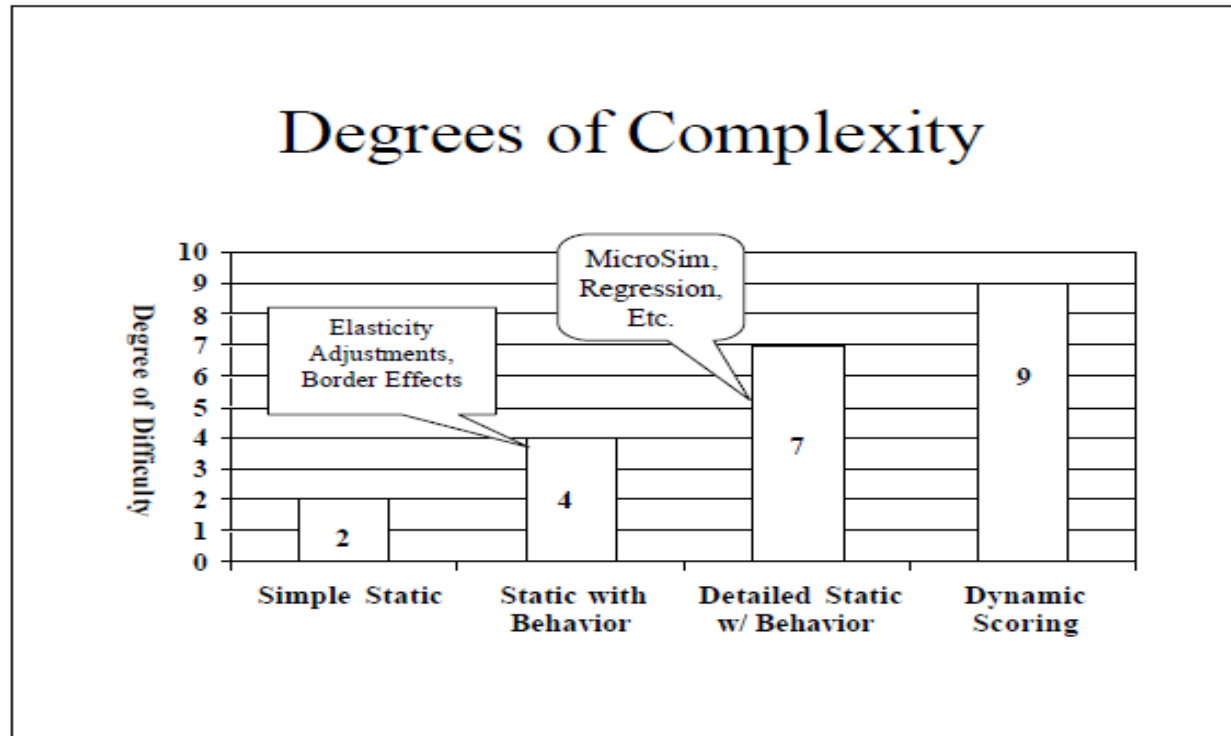 Degrees of Complexity
10
9
8
7
6
5
4
3
2
1
0
Degree of Difficulty
Elasticity
Adjustments,
Border Effects
MicroSim,
Regression,
Etc.
2
4
7
9
Simple Static
Static with
Behavior
Detailed Static
w/ Behavior
Dynamic
Scoring